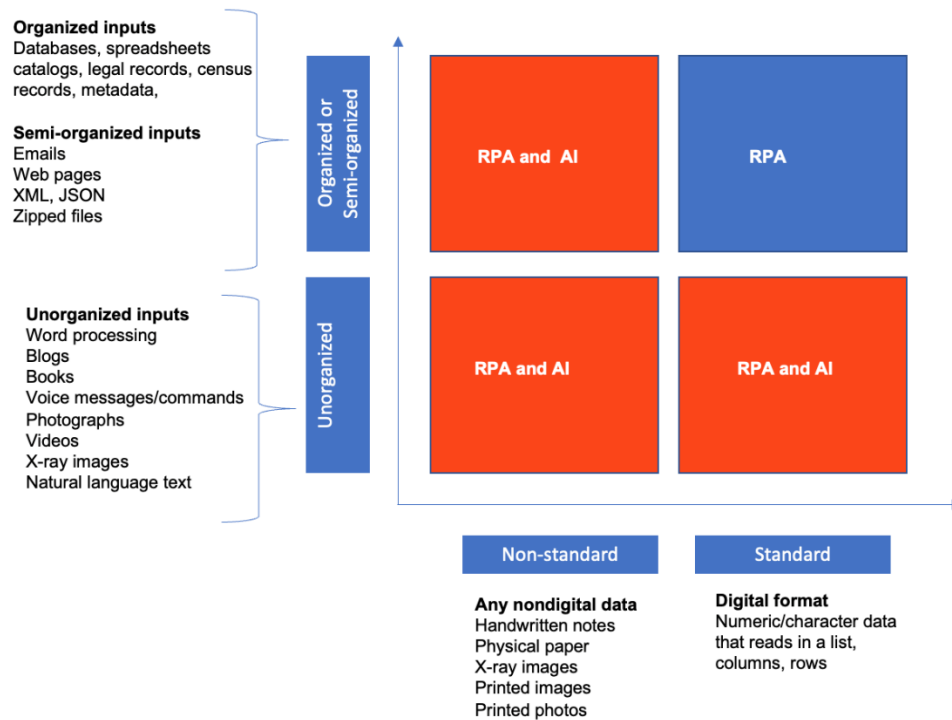 Organized inputs
Databases, spreadsheets
catalogs, legal records, census
records, metadata,
Semi-organized inputs
Emails
Web pages
XML, JSON
Zipped files
Organized or
Semi-organized
RPA and  AI
RPA
Unorganized inputs
Word processing
Blogs
Books
Voice messages/commands
Photographs
Videos
X-ray images
Natural language text
Unorganized
RPA and AI
RPA and AI
Non-standard
Standard
Any nondigital data
Handwritten notes
Physical paper
X-ray images
Printed images
Printed photos
Digital format
Numeric/character data
that reads in a list,
columns, rows